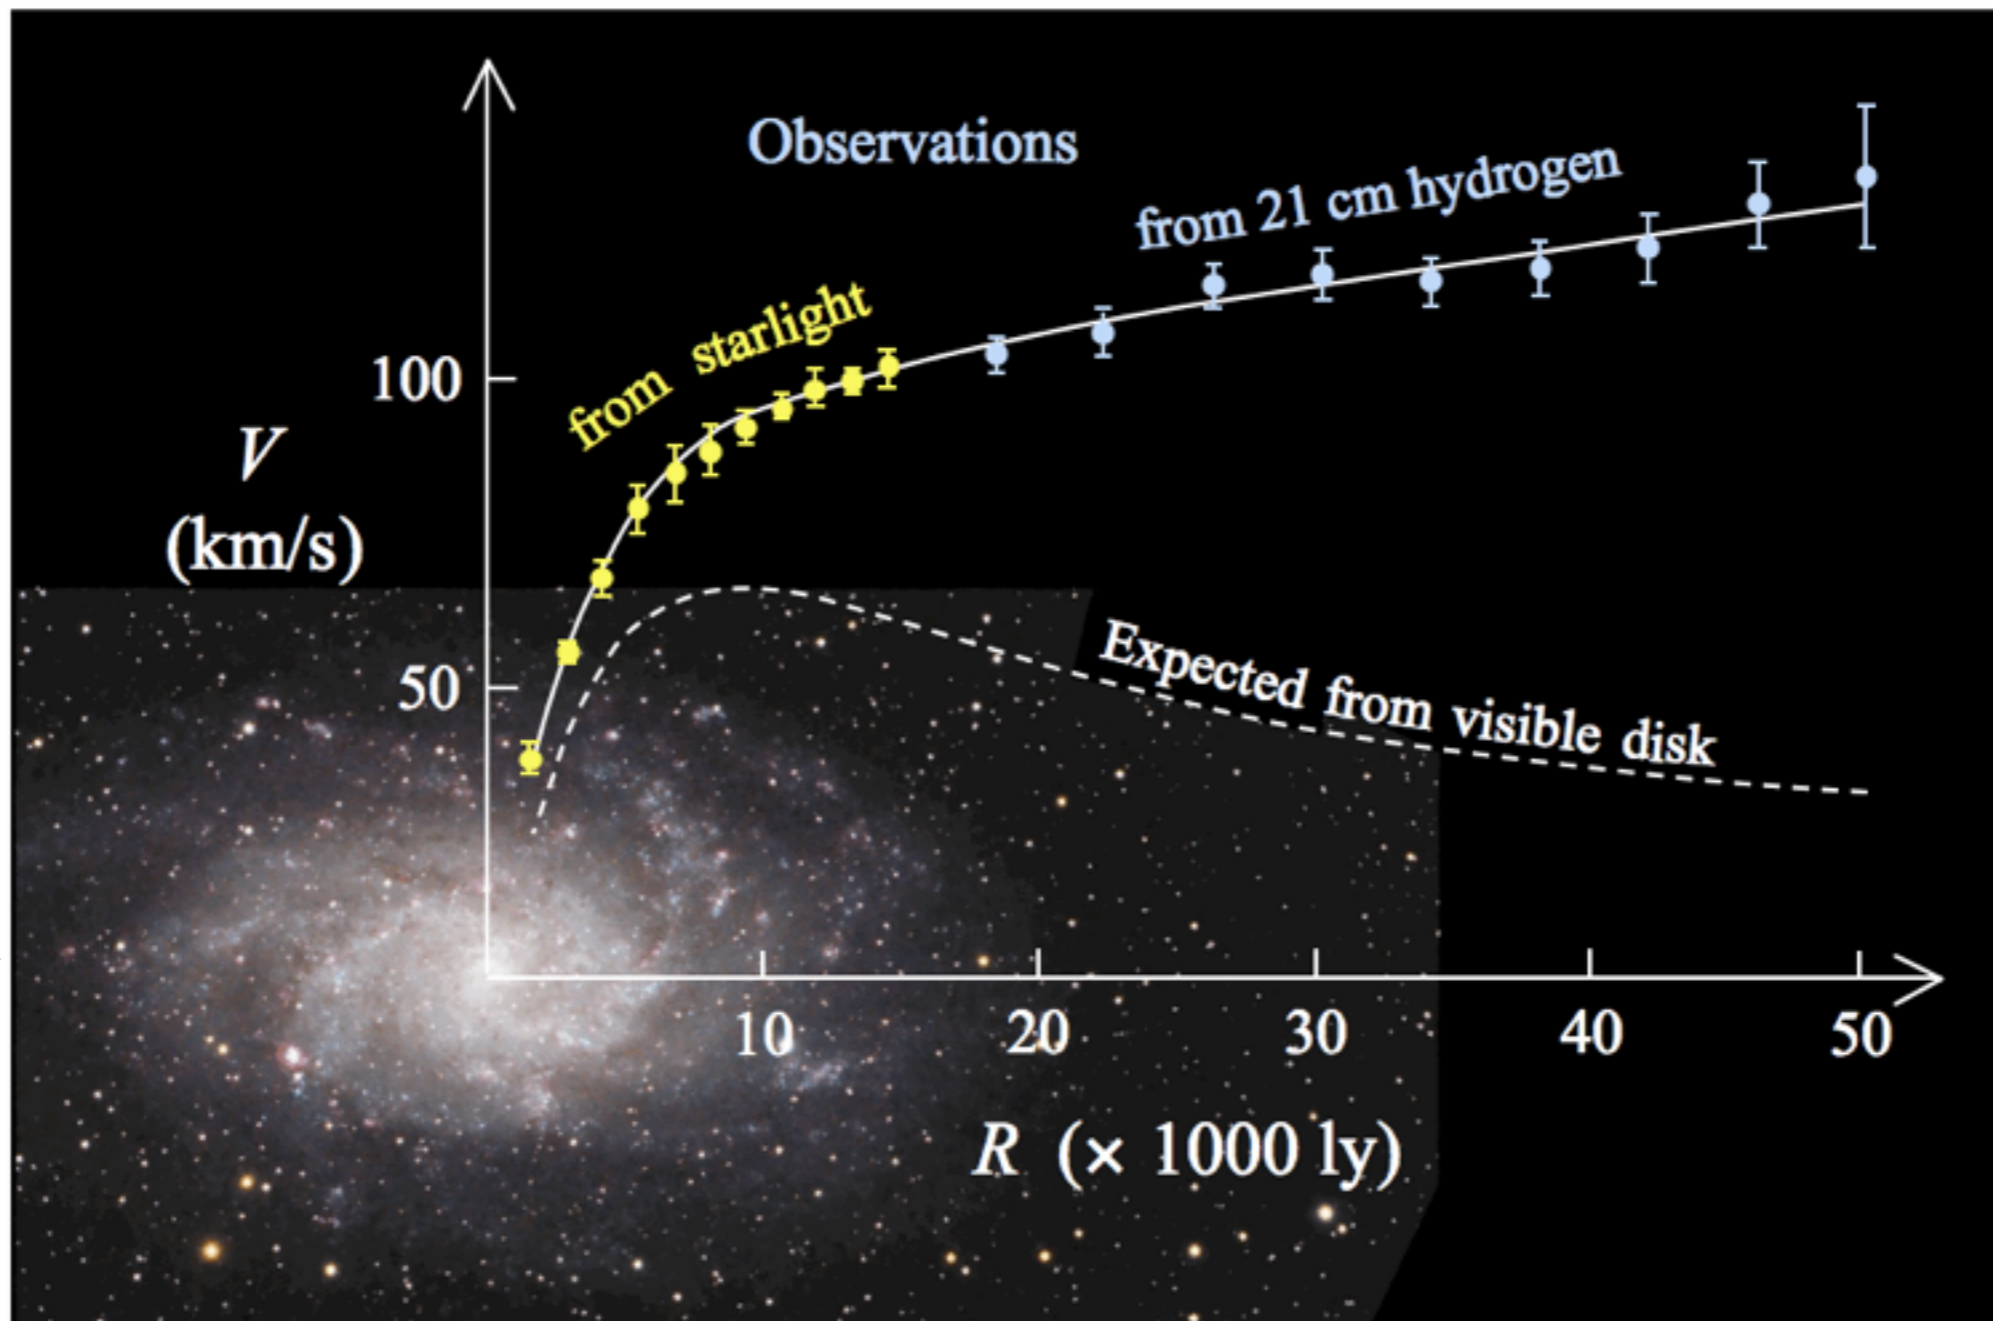 Observations
from 21 cm hydrogen
from starlight
100
V
(km/s)
50
Expected from visible disk
10
20
30
40
50
R (× 1000 ly)